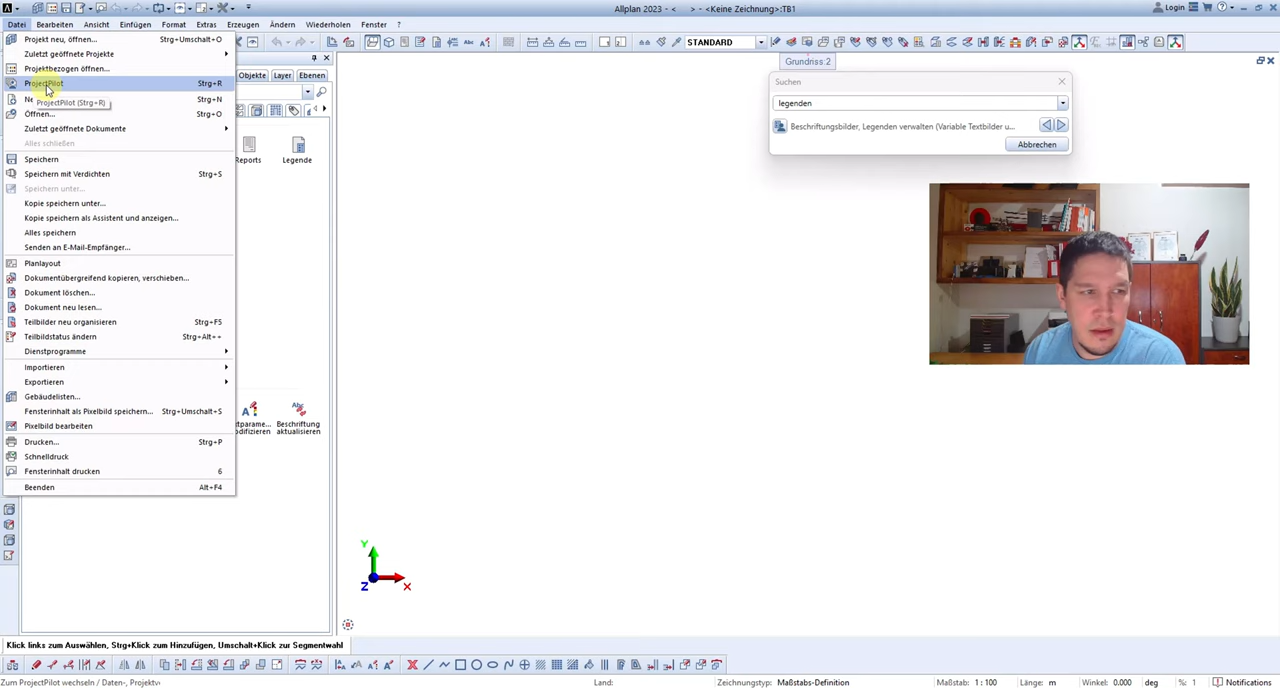 Allplan 2023 - < > - <Keine Zeichnung>:TB1
Login
Datei Bearbeiten Ansicht Einfügen Format Extras Erzeugen Ändern Wiederholen Fenster ?
Projekt neu, öffnen... Strg+Umschalt+O
Zuletzt geöffnete Projekte
Projektbezogen öffnen...
ProjectPilot Strg+R
Ne Strg+N
ProjectPilot (Strg+R)
Öffnen... Strg+O
Zuletzt geöffnete Dokumente
Alles schließen
Speichern
Speichern mit Verdichten Strg+S
Speichern unter...
Kopie speichern unter...
Kopie speichern als Assistent und anzeigen...
Alles speichern
Senden an E-Mail-Empfänger...
Planlayout
Dokumentübergreifend kopieren, verschieben...
Dokument löschen...
Dokument neu lesen...
Teilbilder neu organisieren Strg+F5
Teilbildstatus ändern Strg+Alt++
Dienstprogramme
Importieren
Exportieren
Gebäudelisten...
Fensterinhalt als Pixelbild speichern... Strg+Umschalt+S
Pixelbild bearbeiten
Drucken... Strg+P
Schnelldruck
Fensterinhalt drucken 6
Beenden Alt+F4
Objekte Layer Ebenen
Reports Legende
xtparame... Beschriftung
odifizieren aktualisieren
STANDARD
Grundriss:2
Suchen
legenden
Beschriftungsbilder, Legenden verwalten (Variable Textbilder u...
Abbrechen
Y
Z X
Klick links zum Auswählen, Strg+Klick zum Hinzufügen, Umschalt+Klick zur Segmentwahl
Zum ProjectPilot wechseln / Daten-, Projektv
Land:
Zeichnungstyp: Maßstabs-Definition
Maßstab: 1 : 100
Länge: m
Winkel: 0.000 deg
%: 1
Notifications